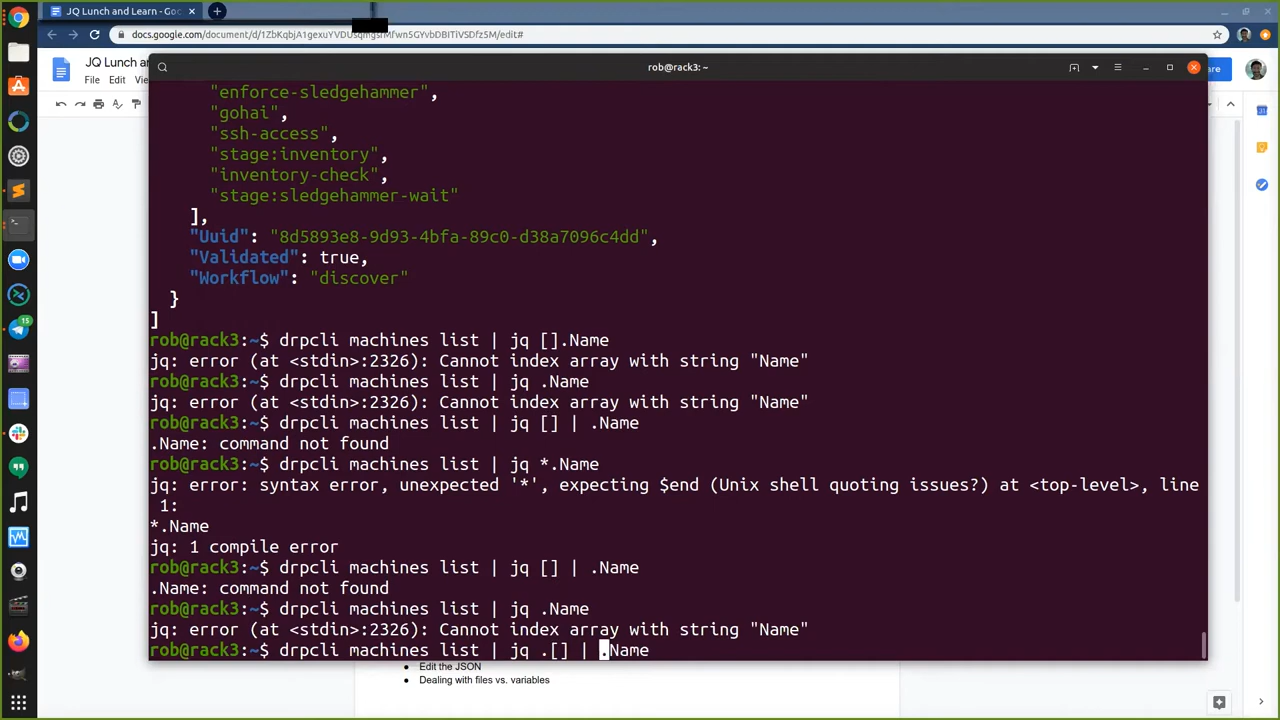 JQ Lunch and Learn - Goo
docs.google.com/document/d/
/edit#
JQ Lunch an
File Edit Vi
are
rob@rack3: ~
"enforce-sledgehammer",
"gohai",
"ssh-access",
"stage:inventory",
"inventory-check",
"stage:sledgehammer-wait"
],
"Uuid": "8d5893e8-9d93-4bfa-89c0-d38a7096c4dd",
"Validated": true,
"Workflow": "discover"
}
]
rob@rack3:~$ drpcli machines list | jq [].Name
jq: error (at <stdin>:2326): Cannot index array with string "Name"
rob@rack3:~$ drpcli machines list | jq .Name
jq: error (at <stdin>:2326): Cannot index array with string "Name"
rob@rack3:~$ drpcli machines list | jq [] | .Name
.Name: command not found
rob@rack3:~$ drpcli machines list | jq *.Name
jq: error: syntax error, unexpected '*', expecting $end (Unix shell quoting issues?) at <top-level>, line
1:
*.Name
jq: 1 compile error
rob@rack3:~$ drpcli machines list | jq [] | .Name
.Name: command not found
rob@rack3:~$ drpcli machines list | jq .Name
jq: error (at <stdin>:2326): Cannot index array with string "Name"
rob@rack3:~$ drpcli machines list | jq .[] | .Name
15
● Edit the JSON
● Dealing with files vs. variables